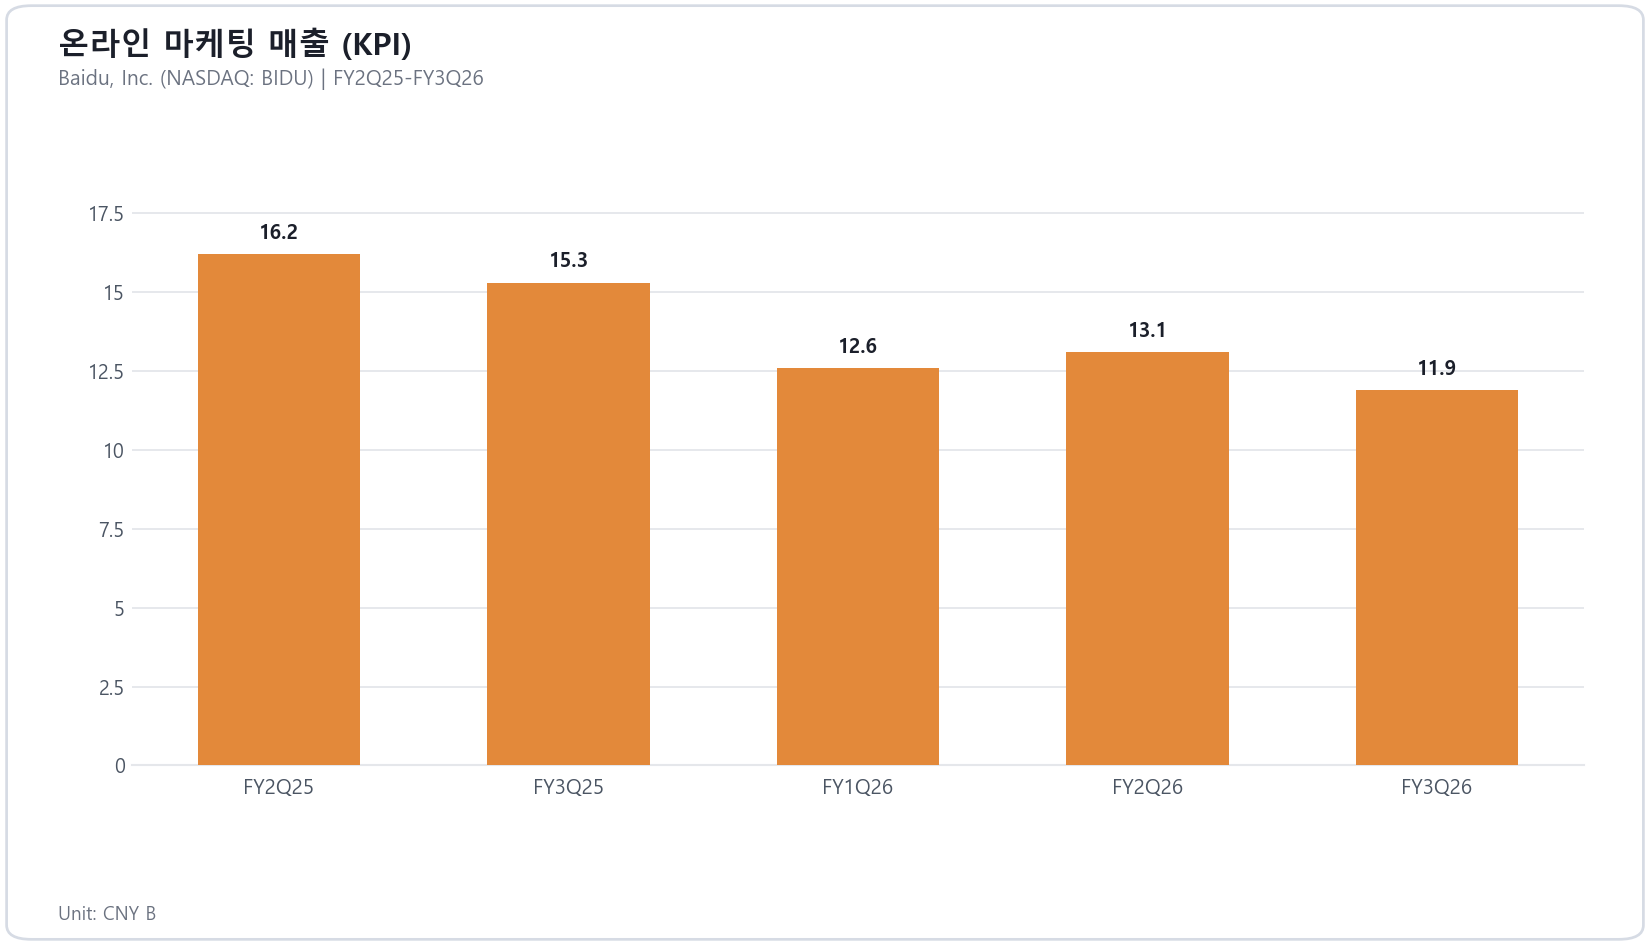 온라인 마케팅 매출 (KPI)
Baidu, Inc. (NASDAQ: BIDU) | FY2Q25-FY3Q26
17.5
15
12.5
10
7.5
5
2.5
0
16.2
15.3
12.6
13.1
11.9
FY2Q25
FY3Q25
FY1Q26
FY2Q26
FY3Q26
Unit: CNY B